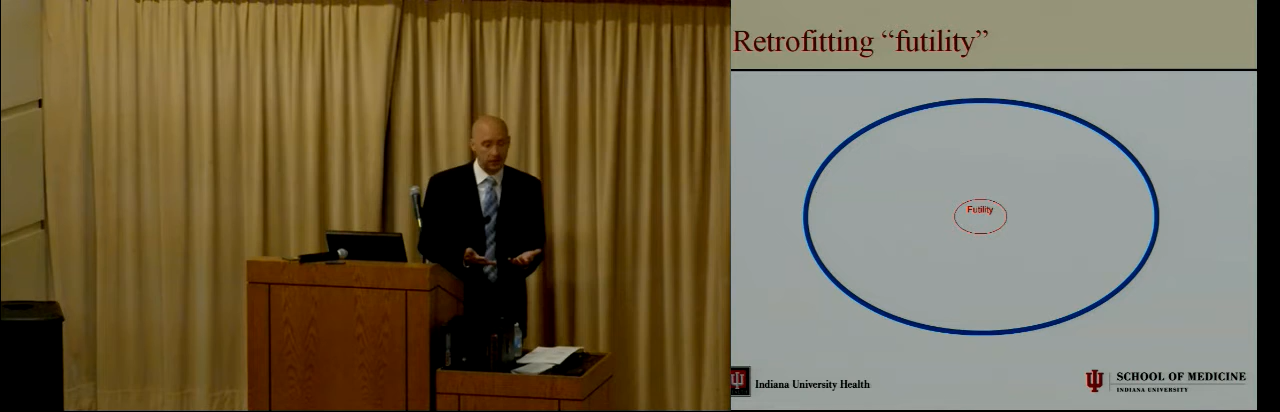 Retrofitting “futility”
Futility
Indiana University Health
SCHOOL OF MEDICINE
INDIANA UNIVERSITY